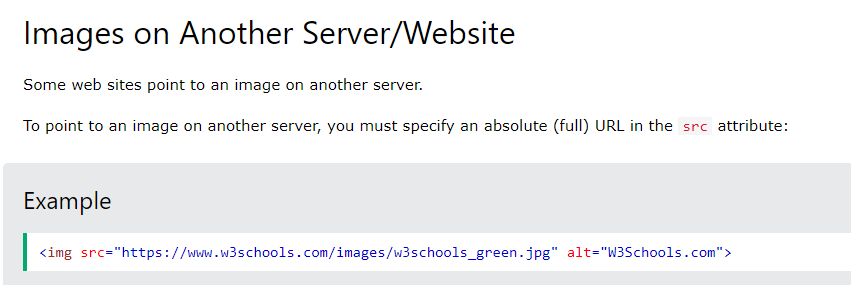 Images on Another Server/Website
Some web sites point to an image on another server.
To point to an image on another server, you must specify an absolute (full) URL in the src attribute:
Example
<img src="https://www.w3schools.com/images/w3schools_green.jpg" alt="W3Schools.com">